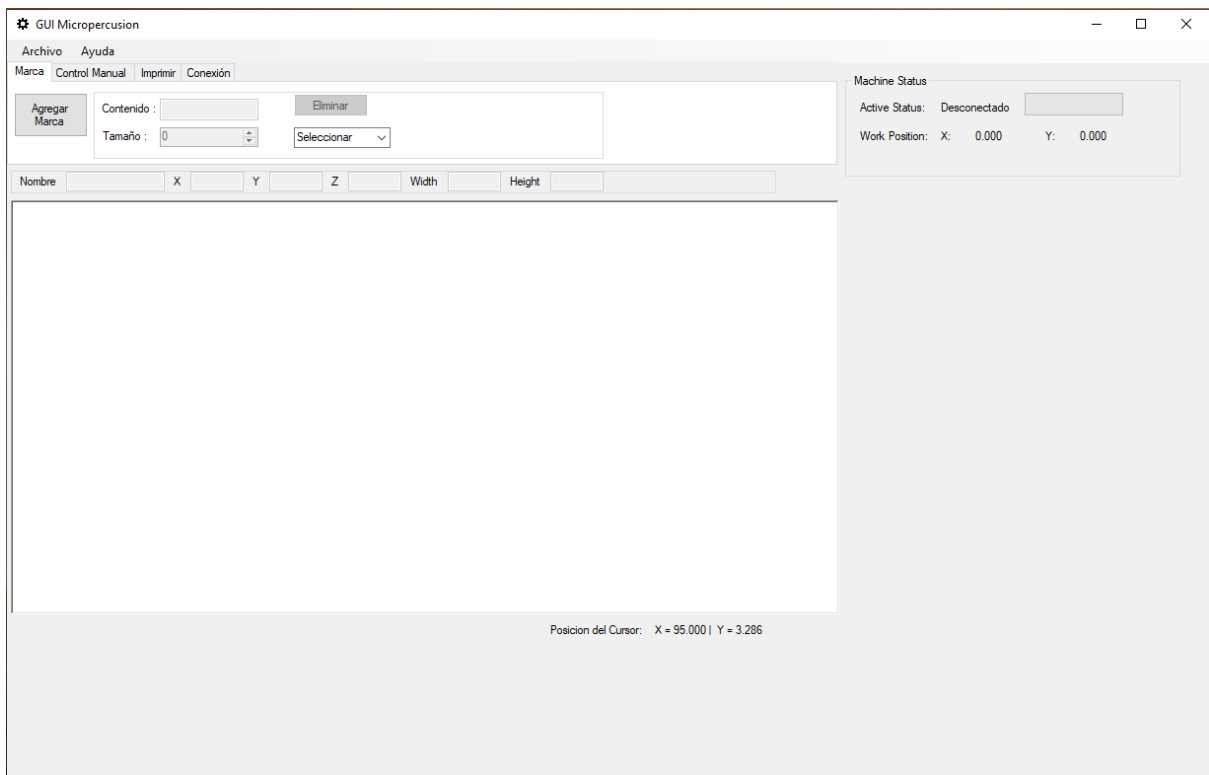 GUI Micropercusion
Archivo Ayuda
Marca Control Manual Imprimir Conexión
Agregar
Marca
Contenido :
Eliminar
Tamaño : 0
Seleccionar
Machine Status
Active Status: Desconectado
Work Position: X: 0.000 Y: 0.000
Nombre X Y Z Width Height
Posicion del Cursor: X = 95.000 | Y = 3.286